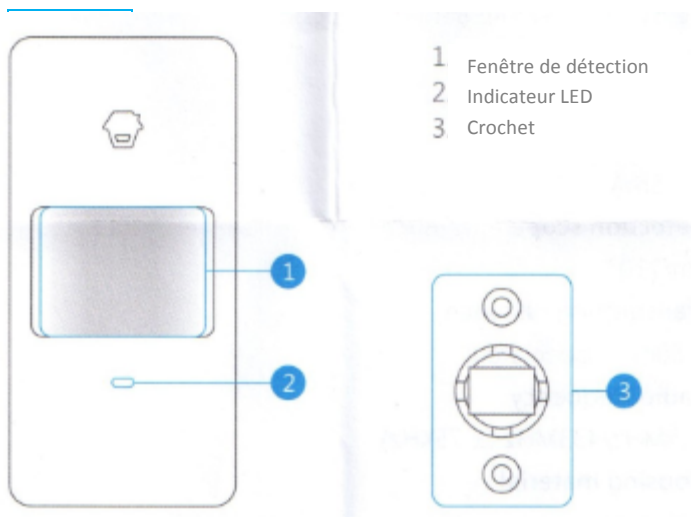 1 Fenêtre de détection
2 Indicateur LED
3 Crochet
1
2
3